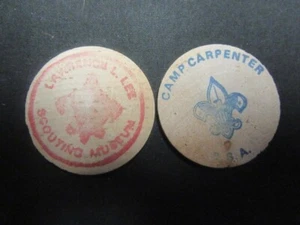 LAWRENCE L. LEE
SCOUTING MUSEUM
CAMP CARPENTER
B.S.A.